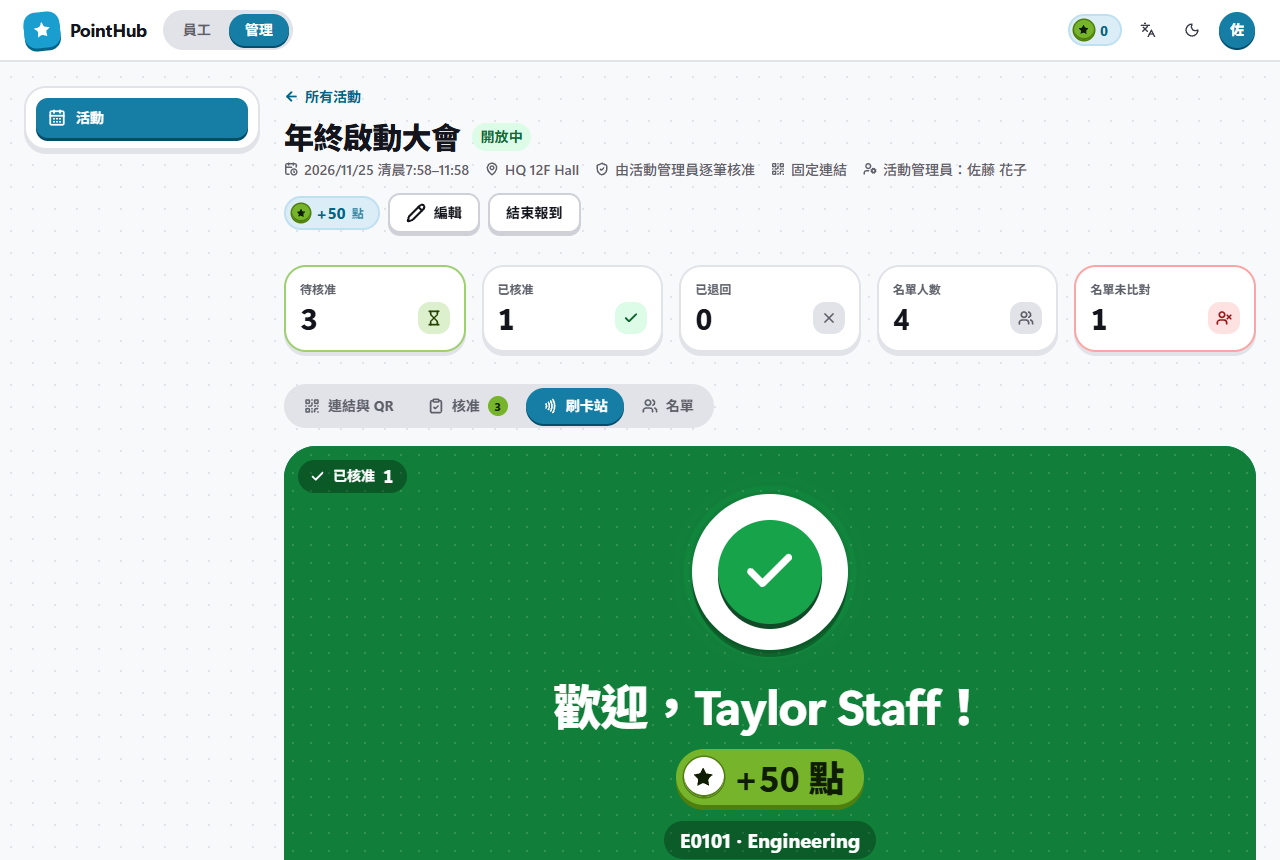 PointHub 員工 管理 0 佐
活動
所有活動
年終啟動大會 開放中
2026/11/25 清晨7:58–11:58 HQ 12F Hall 由活動管理員逐筆核准 固定連結 活動管理員：佐藤 花子
+50 點 編輯 結束報到
待核准 已核准 已退回 名單人數 名單未比對
3 1 0 4 1
連結與 QR 核准 3 刷卡站 名單
已核准 1
歡迎，Taylor Staff！
+50 點
E0101 · Engineering